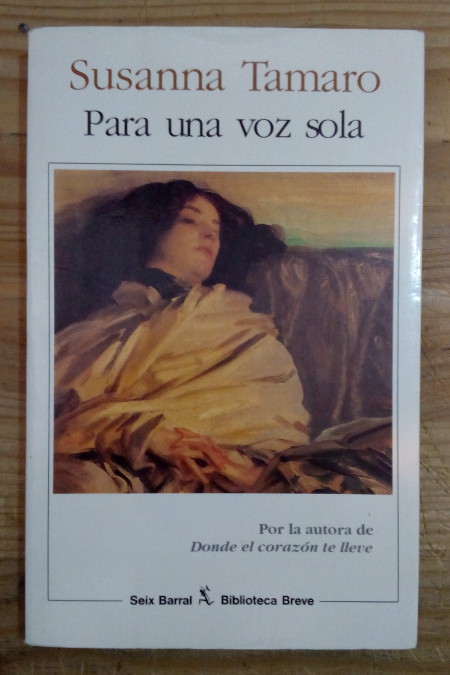 Susanna Tamaro
Para una voz sola
Por la autora de
Donde el corazón te lleve
Seix Barral Biblioteca Breve